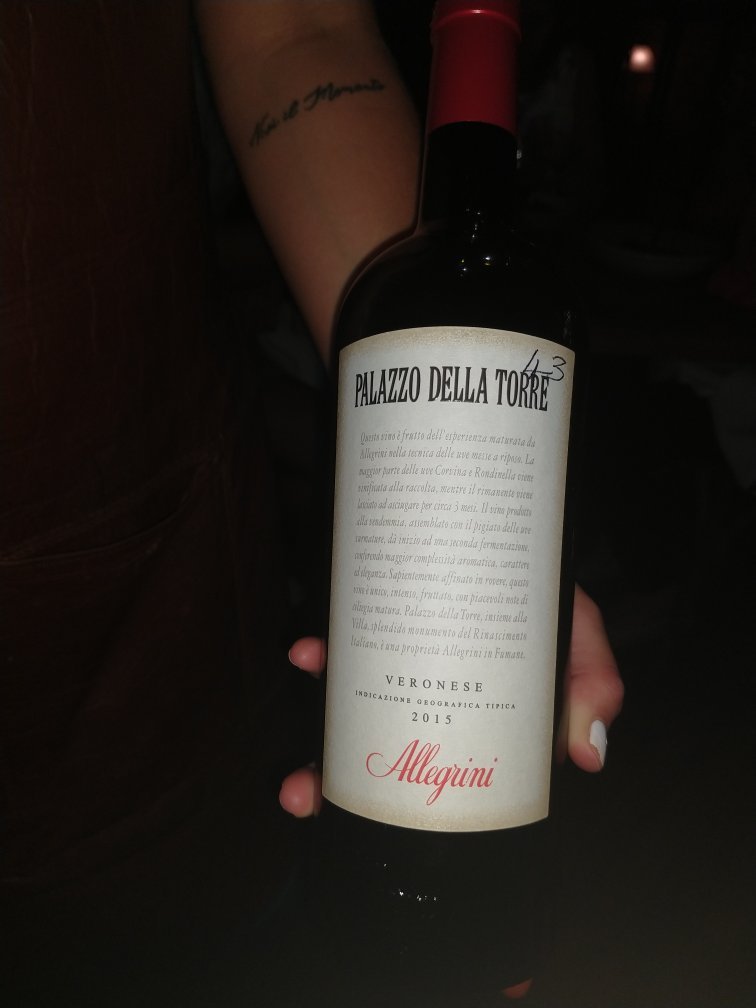 43
PALAZZO DELLA TORRE
Questo vino è frutto dell'esperienza maturata da
Allegrini nella tecnica delle uve messe a riposo. La
maggior parte delle uve Corvina e Rondinella viene
vinificata alla raccolta, mentre il rimanente viene
lasciato ad asciugare per circa 3 mesi. Il vino prodotto
alla vendemmia, assemblato con il pigiato delle uve
surmature, dà inizio ad una seconda fermentazione,
conferendo maggior complessità aromatica, carattere
ed eleganza. Sapientemente affinato in rovere, questo
vino è unico, intenso, fruttato, con piacevoli note di
ciliegia matura. Palazzo della Torre, insieme alla
Villa, splendido monumento del Rinascimento
Italiano, è una proprietà Allegrini in Fumane.
VERONESE
INDICAZIONE GEOGRAFICA TIPICA
2015
Allegrini